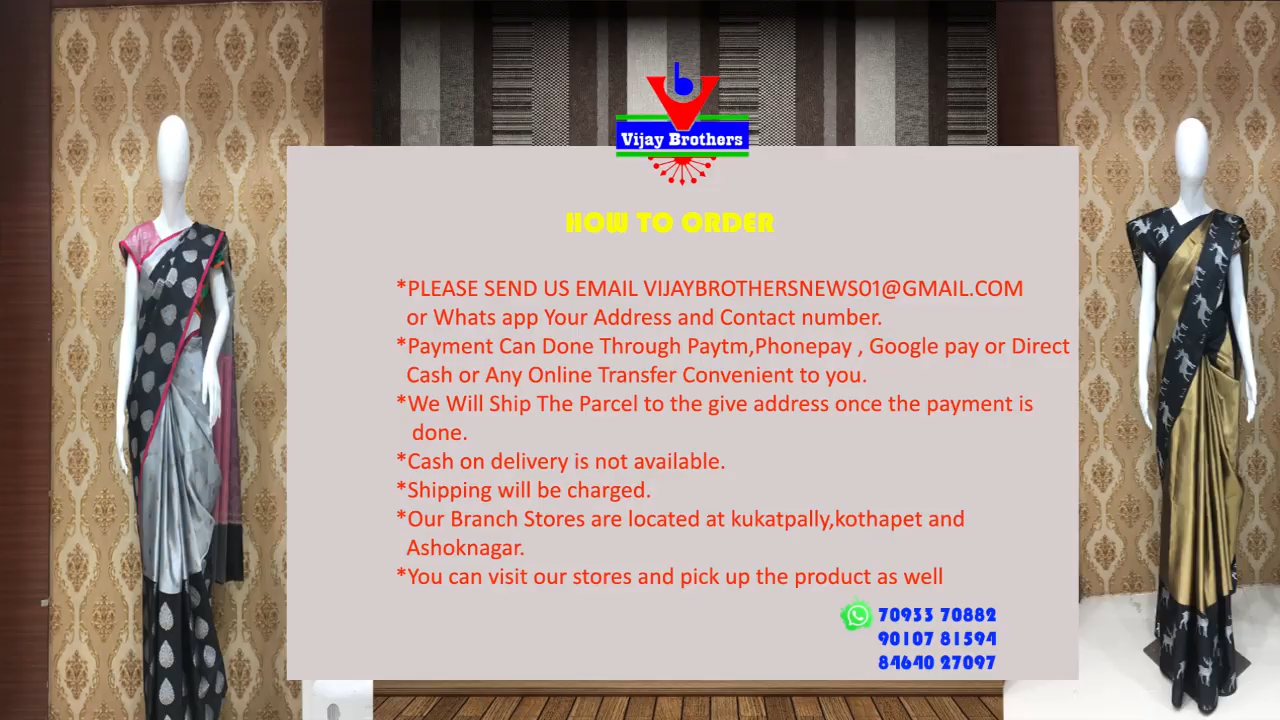 b
Vijay Brothers
HOW TO ORDER
*PLEASE SEND US EMAIL VIJAYBROTHERSNEWS01@GMAIL.COM
or Whats app Your Address and Contact number.
*Payment Can Done Through Paytm,Phonepay , Google pay or Direct
Cash or Any Online Transfer Convenient to you.
*We Will Ship The Parcel to the give address once the payment is
done.
*Cash on delivery is not available.
*Shipping will be charged.
*Our Branch Stores are located at kukatpally,kothapet and
Ashoknagar.
*You can visit our stores and pick up the product as well
70933 70882
90107 81594
84640 27097